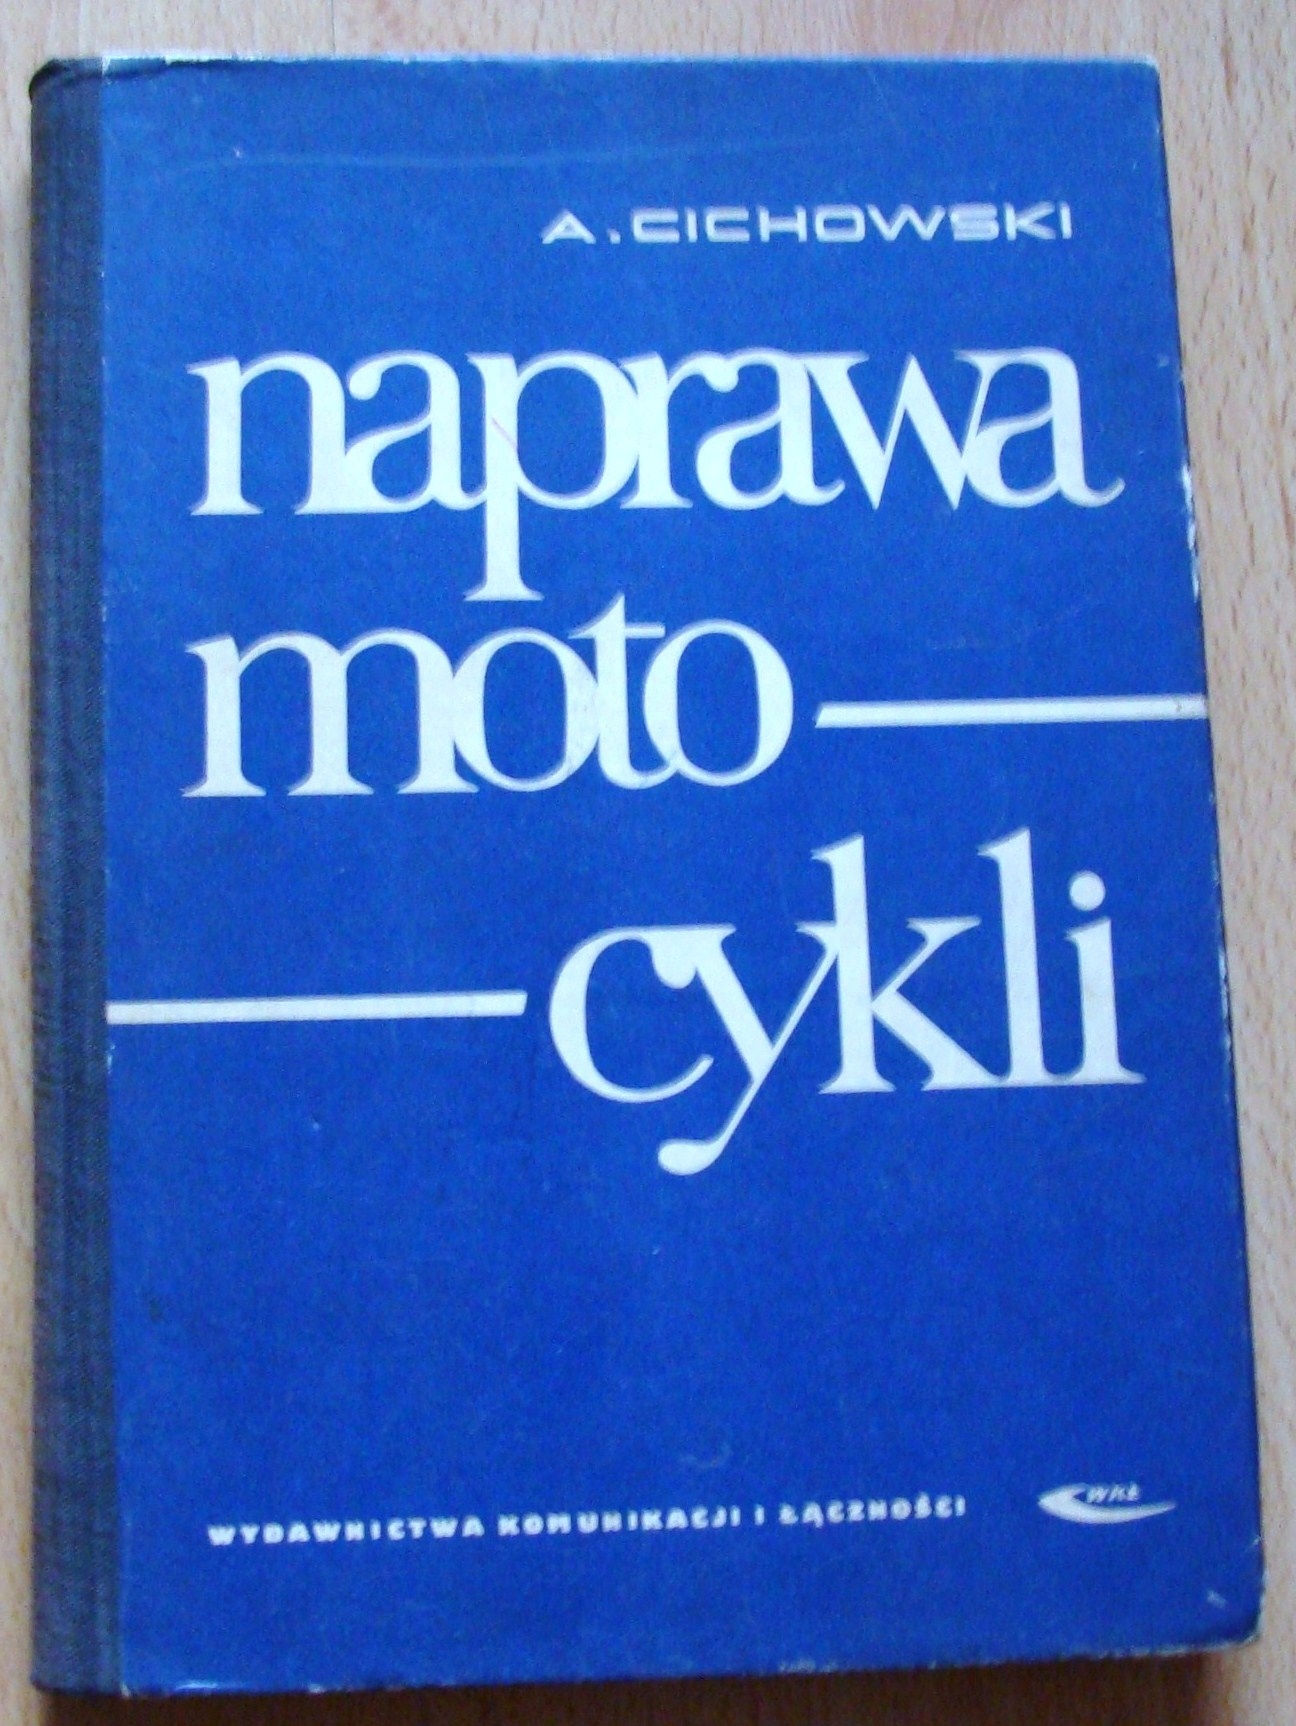 A. CICHOWSKI
naprawa
moto
cykli
WYDAWNICTWA KOMUNIKACJI I ŁĄCZNOŚCI
WKŁ